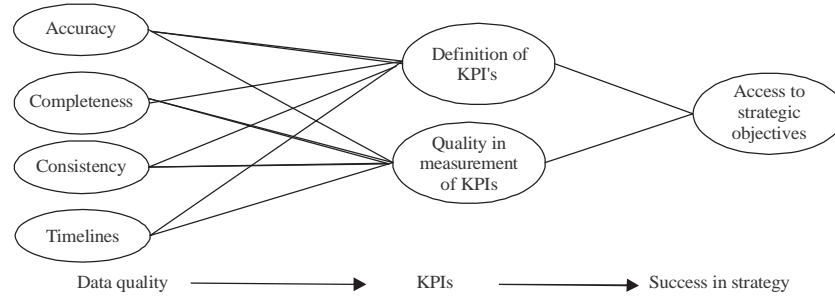 Accuracy
Completeness
Consistency
Timelines
Definition of
KPI's
Quality in
measurement
of KPIs
Access to
strategic
objectives
Data quality
KPIs
Success in strategy